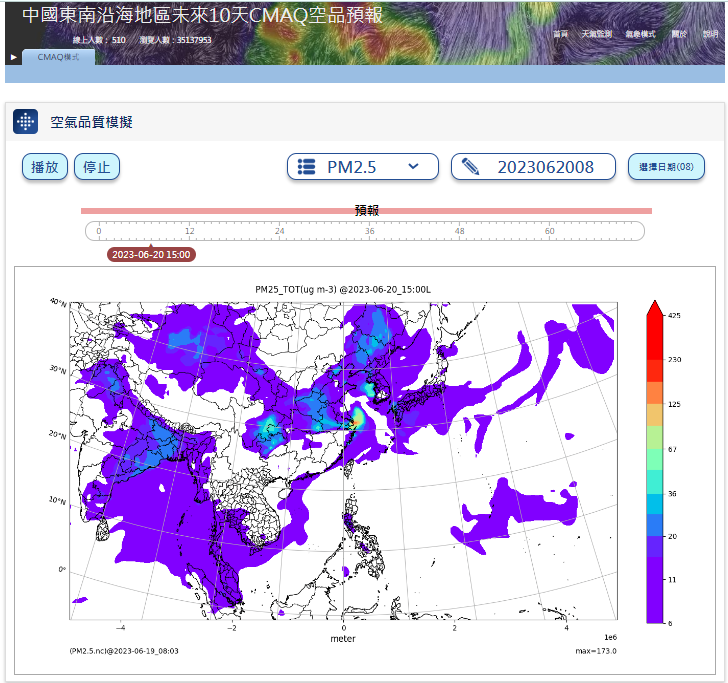 中國東南沿海地區未來10天CMAQ空品預報
線上人數： 510 瀏覽人數：35137953
首頁 天氣監測 氣象模式 關於 說明
CMAQ模式
空氣品質模擬
播放 停止 PM2.5 2023062008 選擇日期(08)
預報
0 12 24 36 48 60
2023-06-20 15:00
PM25_TOT(ug m-3) @2023-06-20_15:00L
40°N
30°N
20°N
10°N
0°
425
230
125
67
36
20
11
6
−4 −2 0 2 4
1e6
meter
(PM2.5.nc)@2023-06-19_08:03
max=173.0